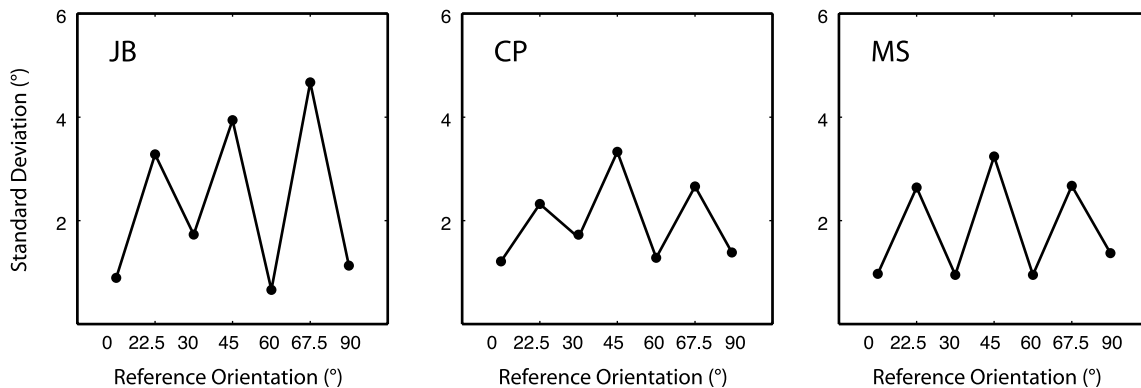 6 6 6
JB CP MS
4 4 4
2 2 2
Standard Deviation (°)
0 22.5 30 45 60 67.5 90 0 22.5 30 45 60 67.5 90 0 22.5 30 45 60 67.5 90
Reference Orientation (°) Reference Orientation (°) Reference Orientation (°)